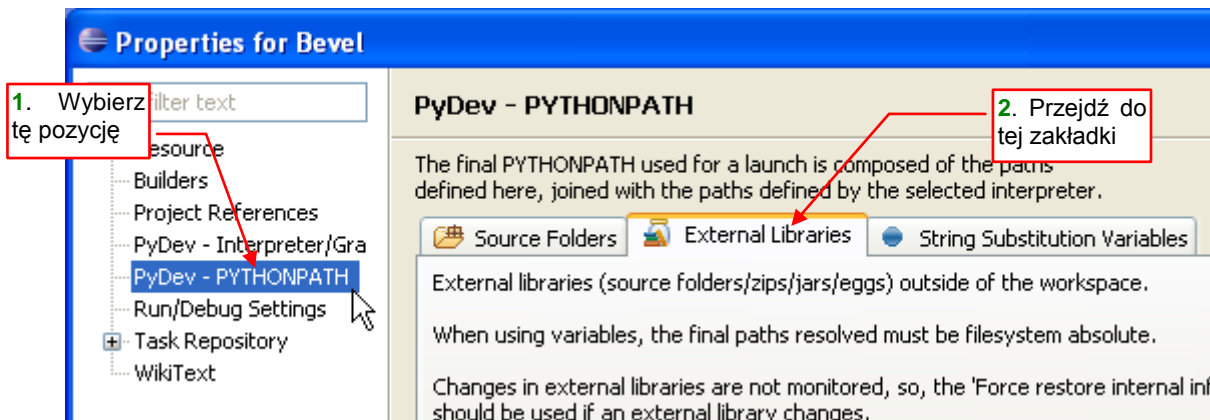 Properties for Bevel
1. Wybierz
tę pozycję
filter text
Resource
Builders
Project References
PyDev - Interpreter/Gra
PyDev - PYTHONPATH
Run/Debug Settings
Task Repository
WikiText
PyDev - PYTHONPATH
2. Przejdź do
tej zakładki
The final PYTHONPATH used for a launch is composed of the paths
defined here, joined with the paths defined by the selected interpreter.
Source Folders External Libraries String Substitution Variables
External libraries (source folders/zips/jars/eggs) outside of the workspace.
When using variables, the final paths resolved must be filesystem absolute.
Changes in external libraries are not monitored, so, the 'Force restore internal inf
should be used if an external library changes.